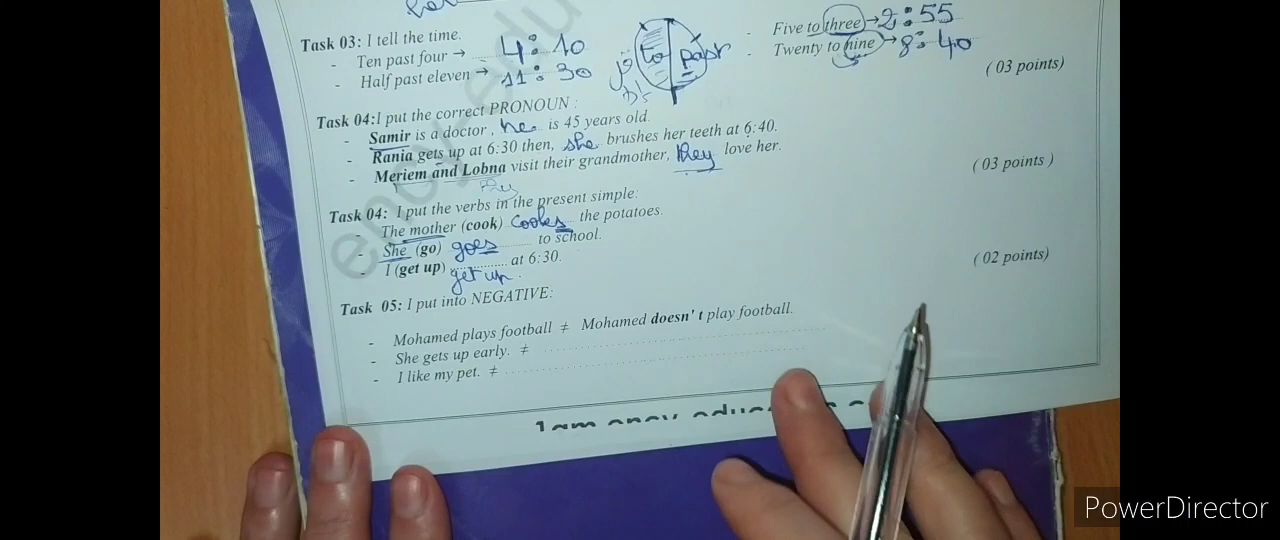 Task 03: I tell the time.
- Ten past four → 4:10
- Half past eleven → 11:30
to past
- Five to three → 2:55
- Twenty to nine → 8:40
( 03 points)
Task 04:I put the correct PRONOUN :
- Samir is a doctor , he is 45 years old.
- Rania gets up at 6:30 then, she brushes her teeth at 6:40.
- Meriem and Lobna visit their grandmother, they love her.
they
( 03 points )
Task 04: I put the verbs in the present simple:
- The mother (cook) cooks the potatoes.
- She (go) goes to school.
- I (get up) get up at 6:30.
( 02 points)
Task 05: I put into NEGATIVE:
- Mohamed plays football ≠ Mohamed doesn't play football.
- She gets up early. ≠
- I like my pet. ≠
PowerDirector